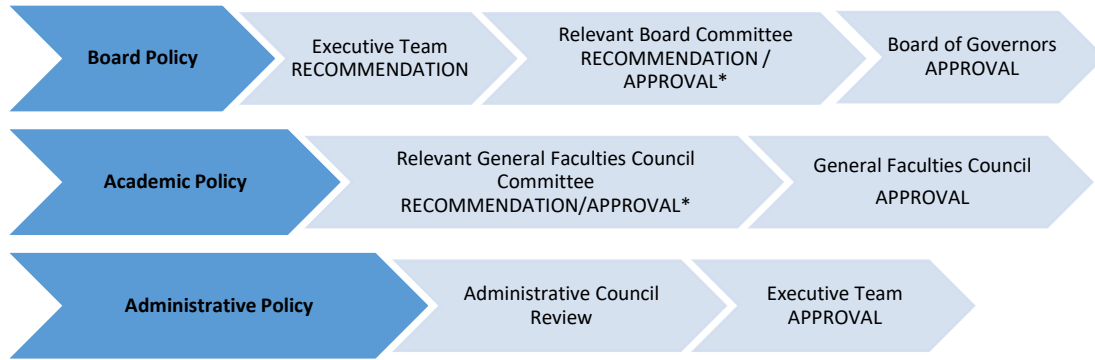 Board Policy
Executive Team
RECOMMENDATION
Relevant Board Committee
RECOMMENDATION /
APPROVAL*
Board of Governors
APPROVAL
Academic Policy
Relevant General Faculties Council
Committee
RECOMMENDATION/APPROVAL*
General Faculties Council
APPROVAL
Administrative Policy
Administrative Council
Review
Executive Team
APPROVAL